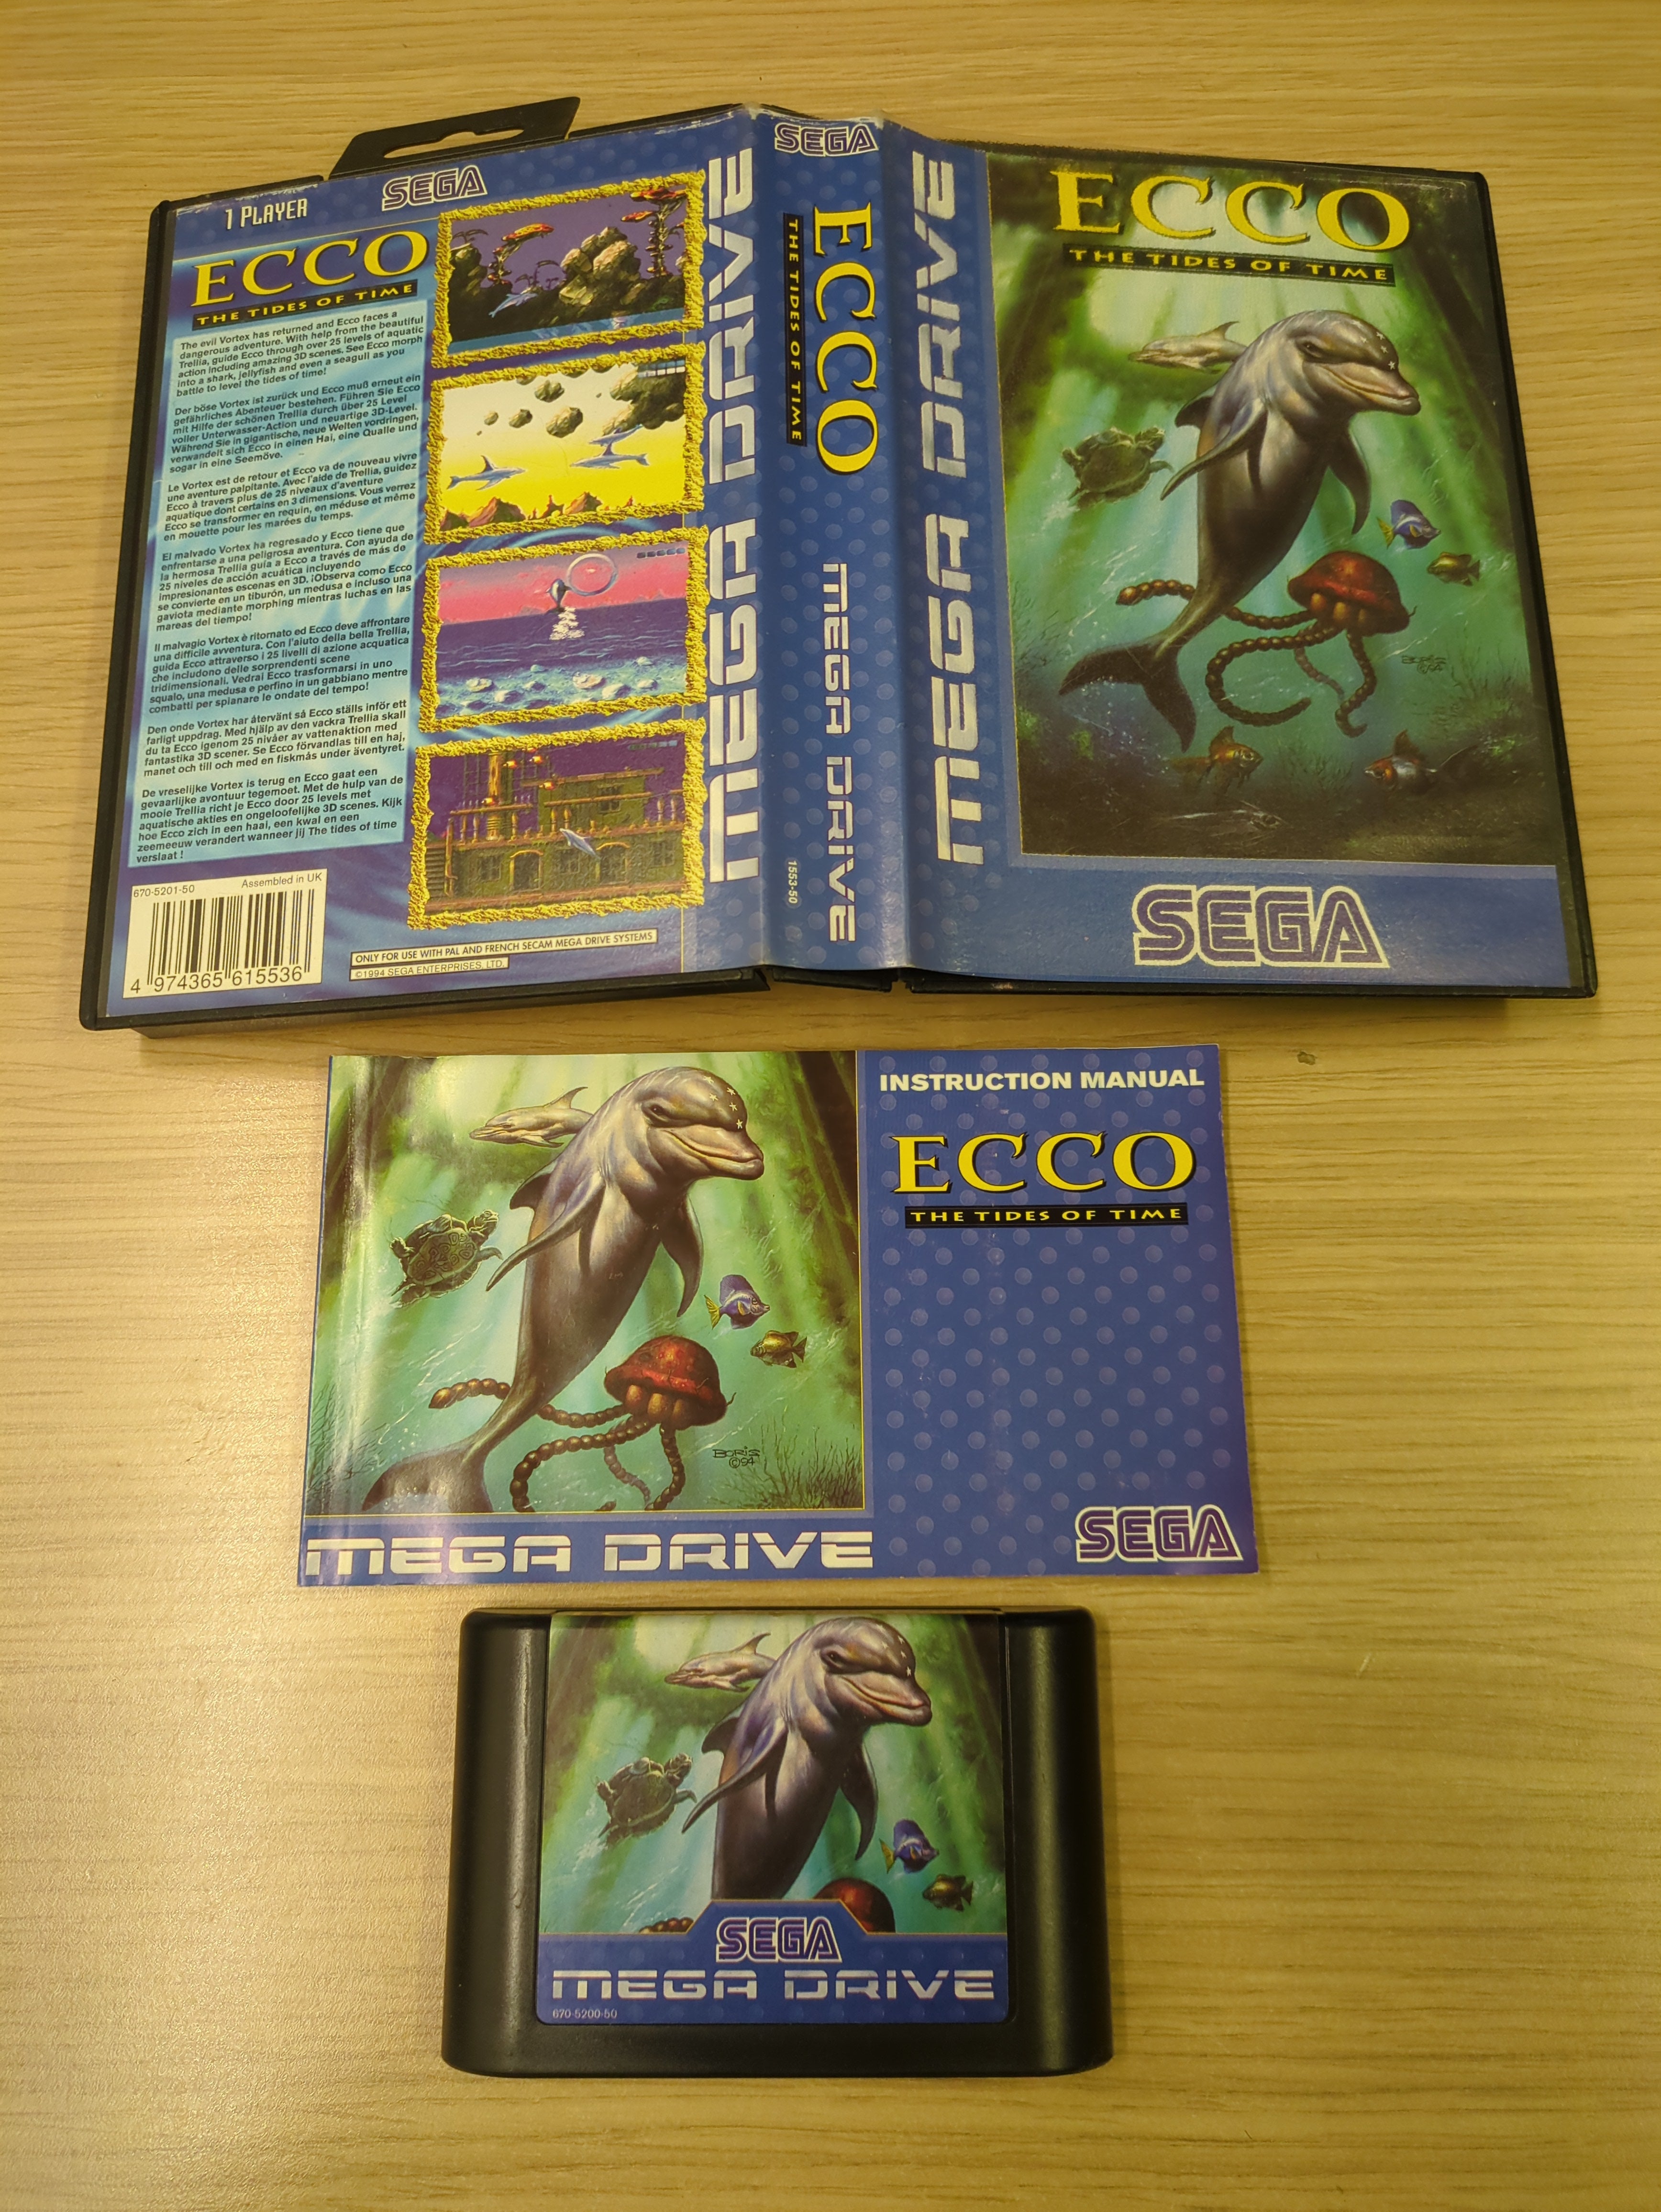 1 PLAYER
SEGA
ECCO
THE TIDES OF TIME
The evil Vortex has returned and Ecco faces a
dangerous adventure. With help from the beautiful
Trellia, guide Ecco through over 25 levels of aquatic
action including amazing 3D scenes. See Ecco morph
into a shark, jellyfish and even a seagull as you
battle to level the tides of time!
Der böse Vortex ist zurück und Ecco muß erneut ein
gefährliches Abenteuer bestehen. Führen Sie Ecco
mit Hilfe der schönen Trellia durch über 25 Level
voller Unterwasser-Action und neuartige 3D-Level.
Während Sie in gigantische, neue Welten vordringen,
verwandelt sich Ecco in einen Hai, eine Qualle und
sogar in eine Seemöve.
Le Vortex est de retour et Ecco va de nouveau vivre
une aventure palpitante. Avec l'aide de Trellia, guidez
Ecco à travers plus de 25 niveaux d'aventure
aquatique dont certains en 3 dimensions. Vous verrez
Ecco se transformer en requin, en méduse et même
en mouette pour les marées du temps.
El malvado Vortex ha regresado y Ecco tiene que
enfrentarse a una peligrosa aventura. Con ayuda de
la hermosa Trellia guía a Ecco a través de más de
25 niveles de acción acuática incluyendo
impresionantes escenas en 3D. ¡Observa como Ecco
se convierte en un tiburón, un medusa e incluso una
gaviota mediante morphing mientras luchas en las
mareas del tiempo!
Il malvagio Vortex è ritornato ed Ecco deve affrontare
una difficile avventura. Con l'aiuto della bella Trellia,
guida Ecco attraverso i 25 livelli di azione acquatica
che includono delle sorprendenti scene
tridimensionali. Vedrai Ecco trasformarsi in uno
squalo, una medusa e perfino in un gabbiano mentre
combatti per spianare le ondate del tempo!
Den onde Vortex har återvänt så Ecco ställs inför ett
farligt uppdrag. Med hjälp av den vackra Trellia skall
du ta Ecco igenom 25 nivåer av vattenaktion med
fantastika 3D scener. Se Ecco förvandlas till en haj,
manet och till och med en fiskmås under äventyret.
De vreselijke Vortex is terug en Ecco gaat een
gevaarlijke avontuur tegemoet. Met de hulp van de
mooie Trellia richt je Ecco door 25 levels met
aquatische akties en ongeloofelijke 3D scenes. Kijk
hoe Ecco zich in een haai, een kwal en een
zeemeeuw verandert wanneer jij The tides of time
verslaat !
670-5201-50
Assembled in UK
4 974365 615536
ONLY FOR USE WITH PAL AND FRENCH SECAM MEGA DRIVE SYSTEMS
©1994 SEGA ENTERPRISES, LTD.
MEGA DRIVE
SEGA
ECCO
THE TIDES OF TIME
MEGA DRIVE
1553-50
MEGA DRIVE
ECCO
THE TIDES OF TIME
BORIS
©94
SEGA
INSTRUCTION MANUAL
ECCO
THE TIDES OF TIME
BORIS
©94
MEGA DRIVE
SEGA
SEGA
MEGA DRIVE
670-5200-50